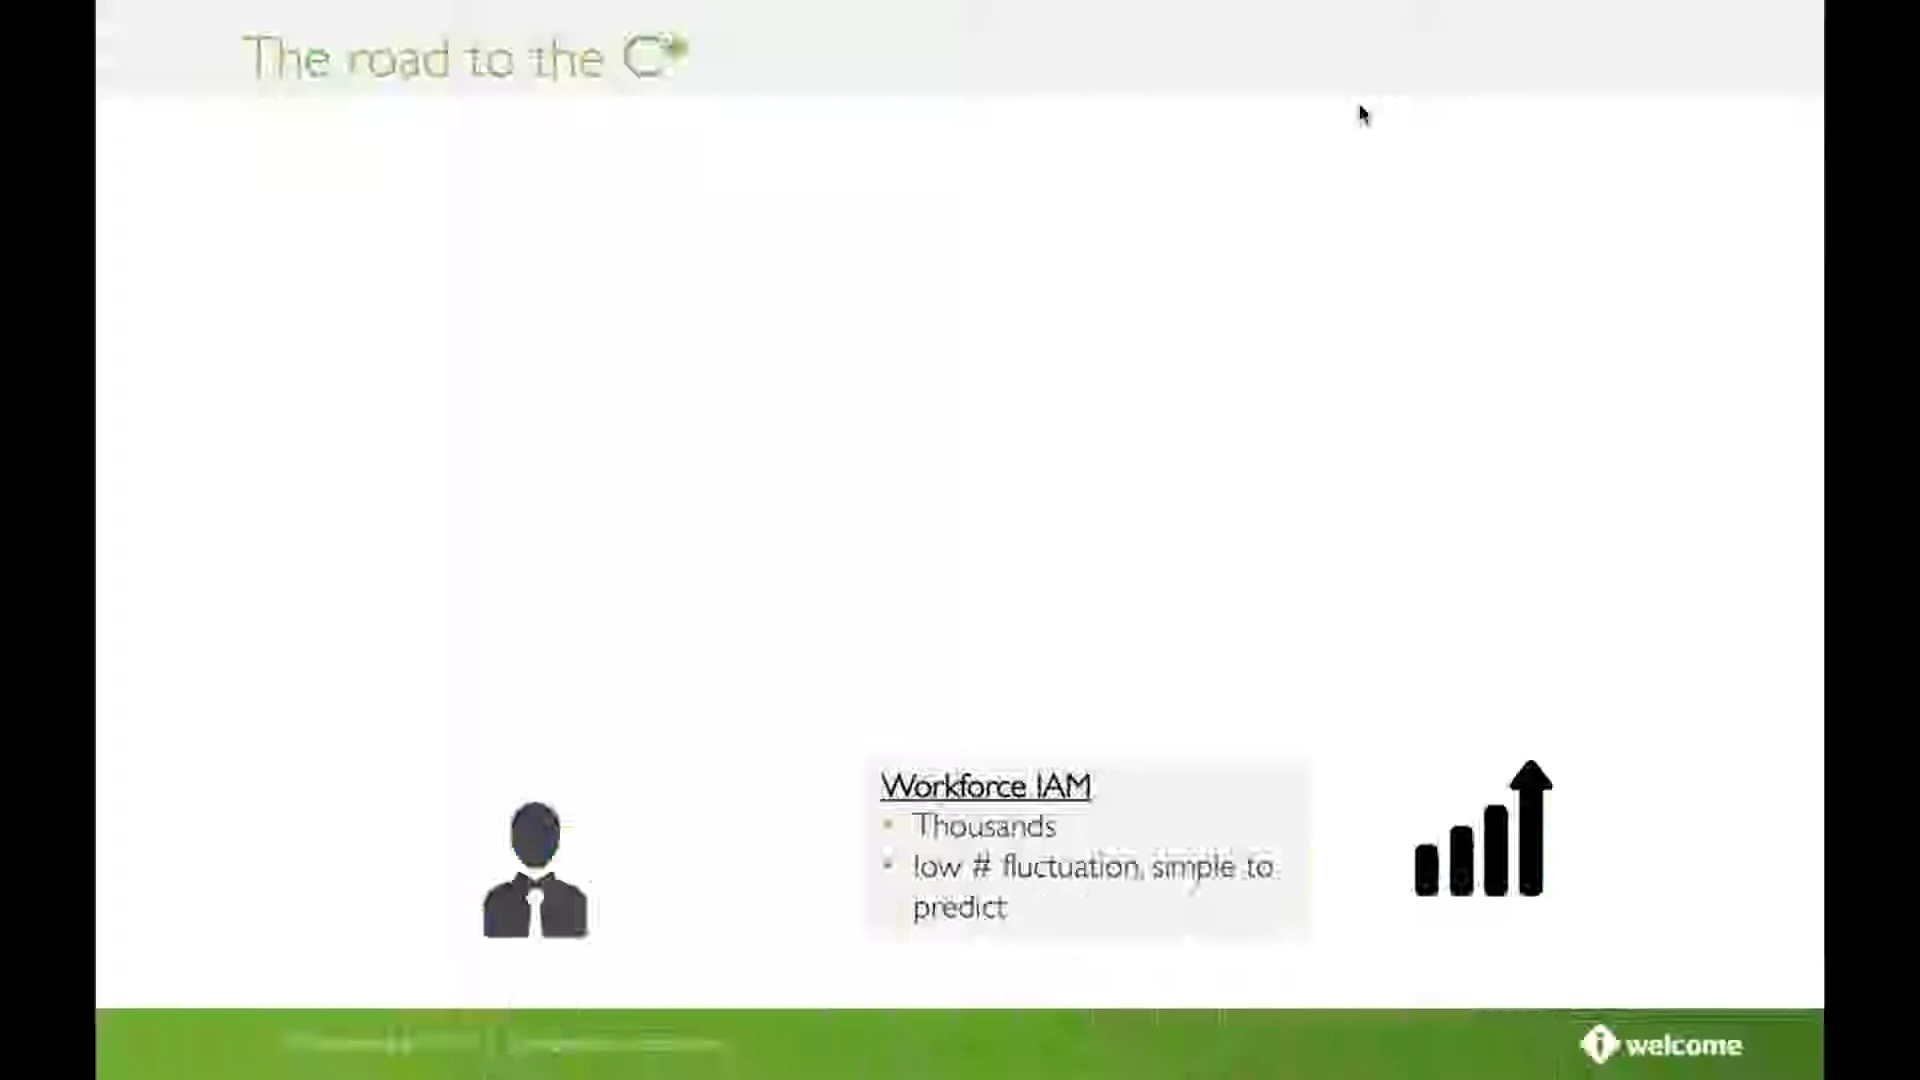 The road to the C*
Workforce IAM
• Thousands
• low # fluctuation, simple to
predict
i welcome